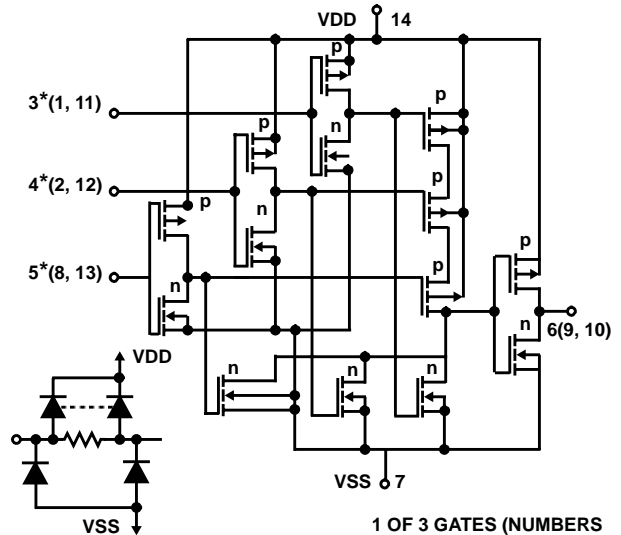 VDD 14
p
3*(1, 11)
n
p
p
4*(2, 12)
p
p
n
5*(8, 13)
n
p
p
n
6(9, 10)
n
n
n
VDD
VSS 7
VSS
1 OF 3 GATES (NUMBERS